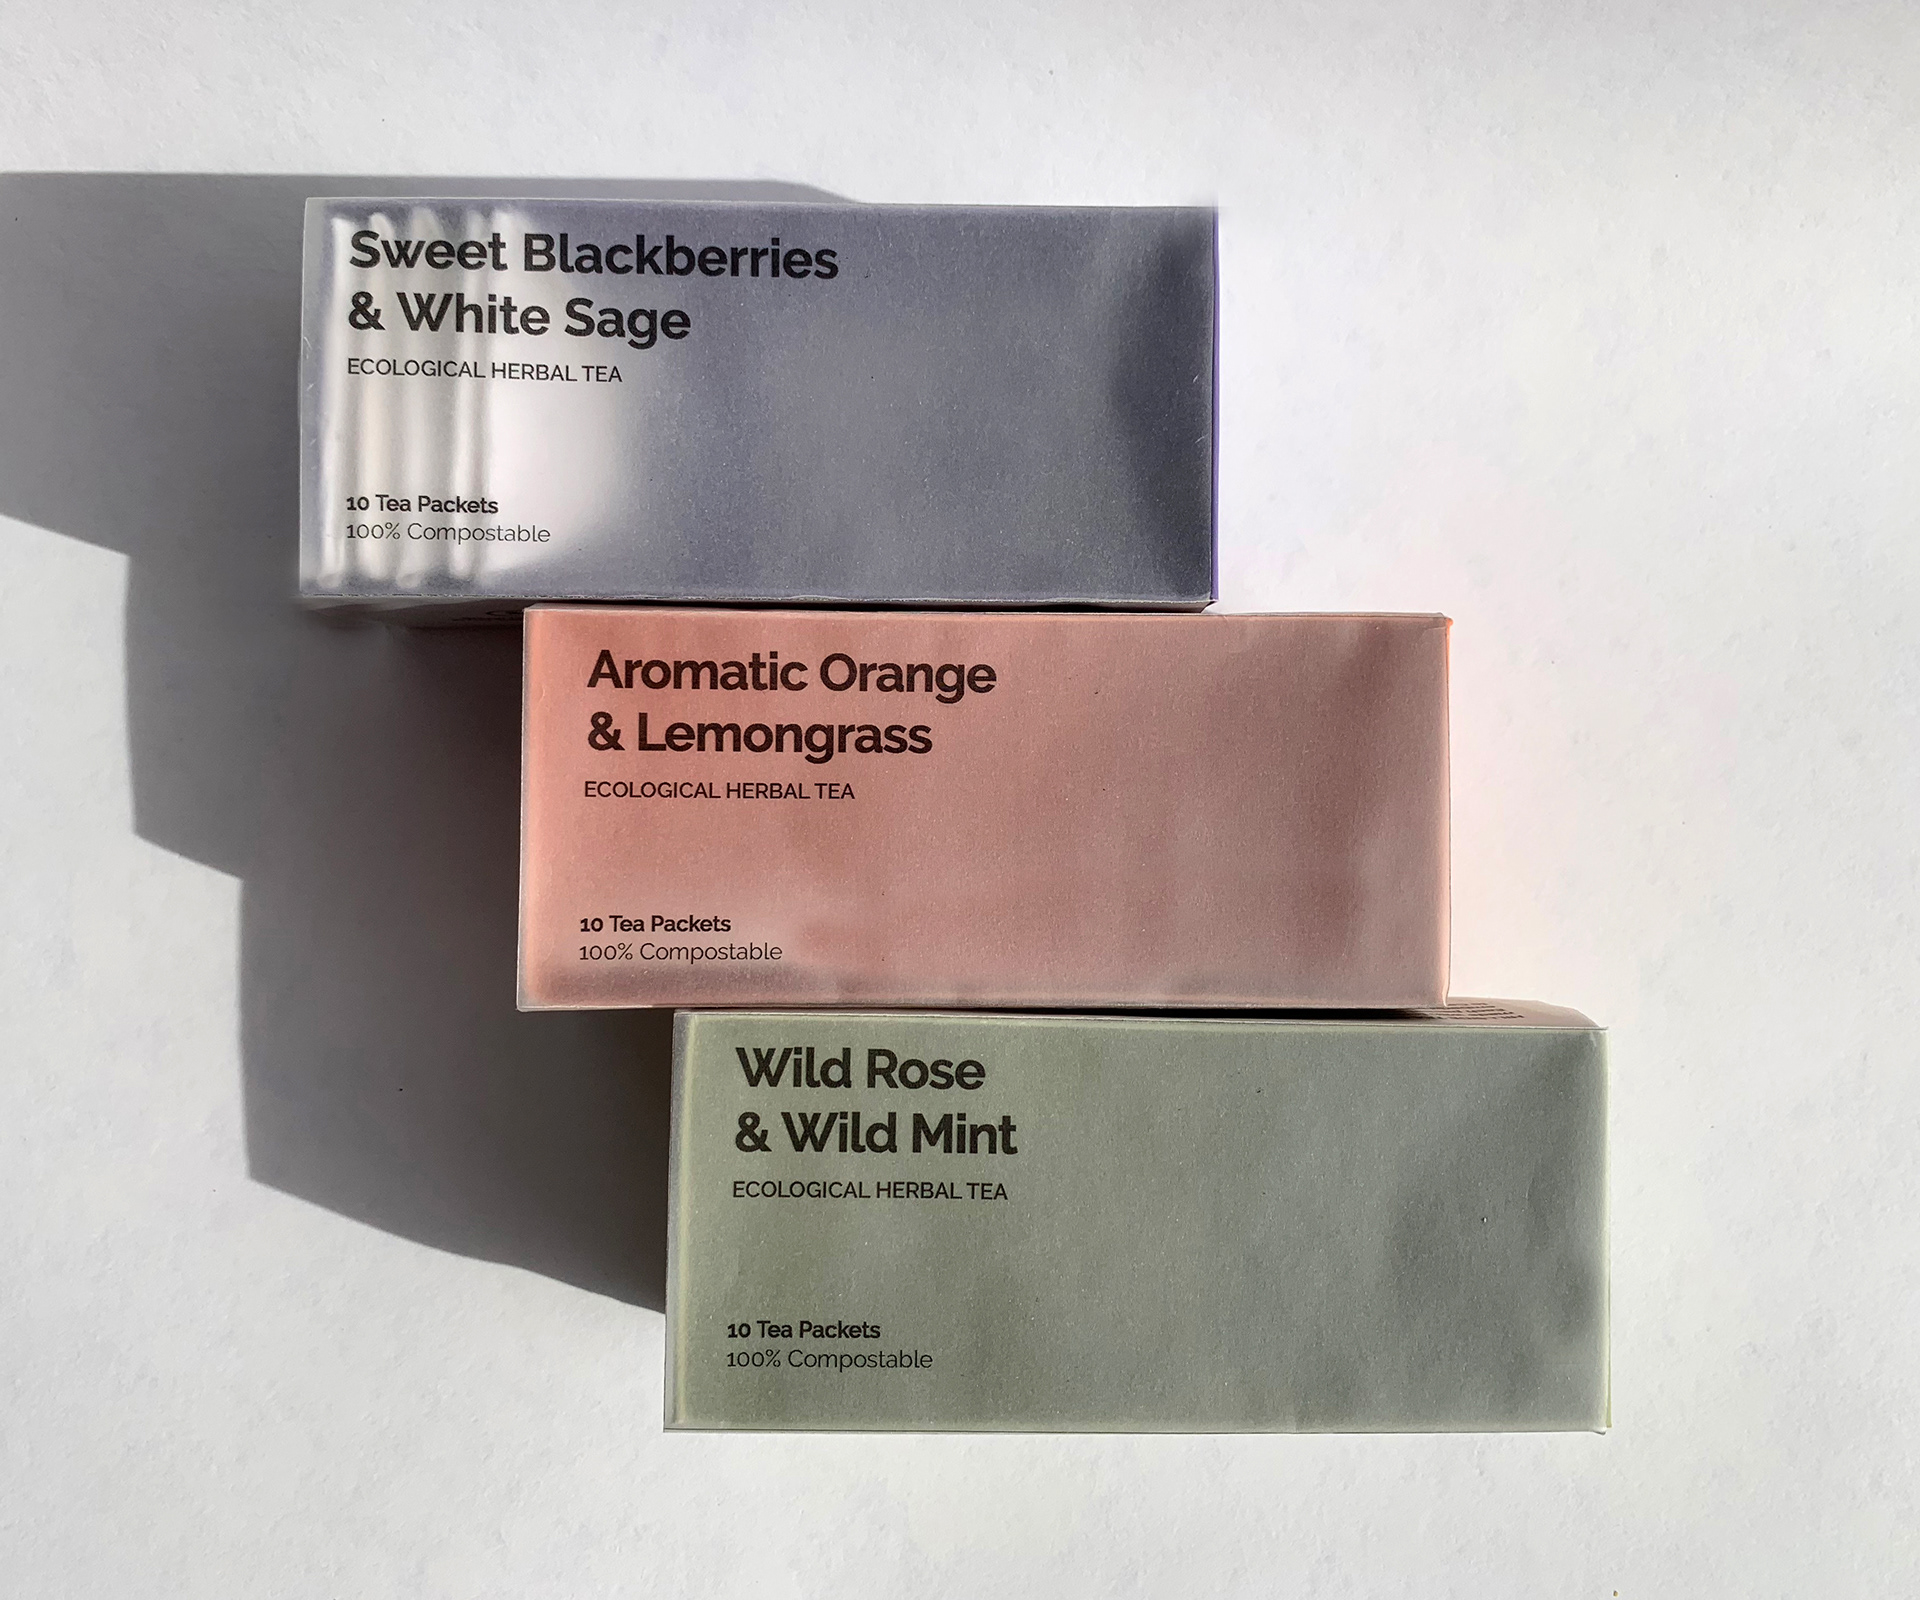 Sweet Blackberries
& White Sage
ECOLOGICAL HERBAL TEA
10 Tea Packets
100% Compostable
Aromatic Orange
& Lemongrass
ECOLOGICAL HERBAL TEA
10 Tea Packets
100% Compostable
Wild Rose
& Wild Mint
ECOLOGICAL HERBAL TEA
10 Tea Packets
100% Compostable